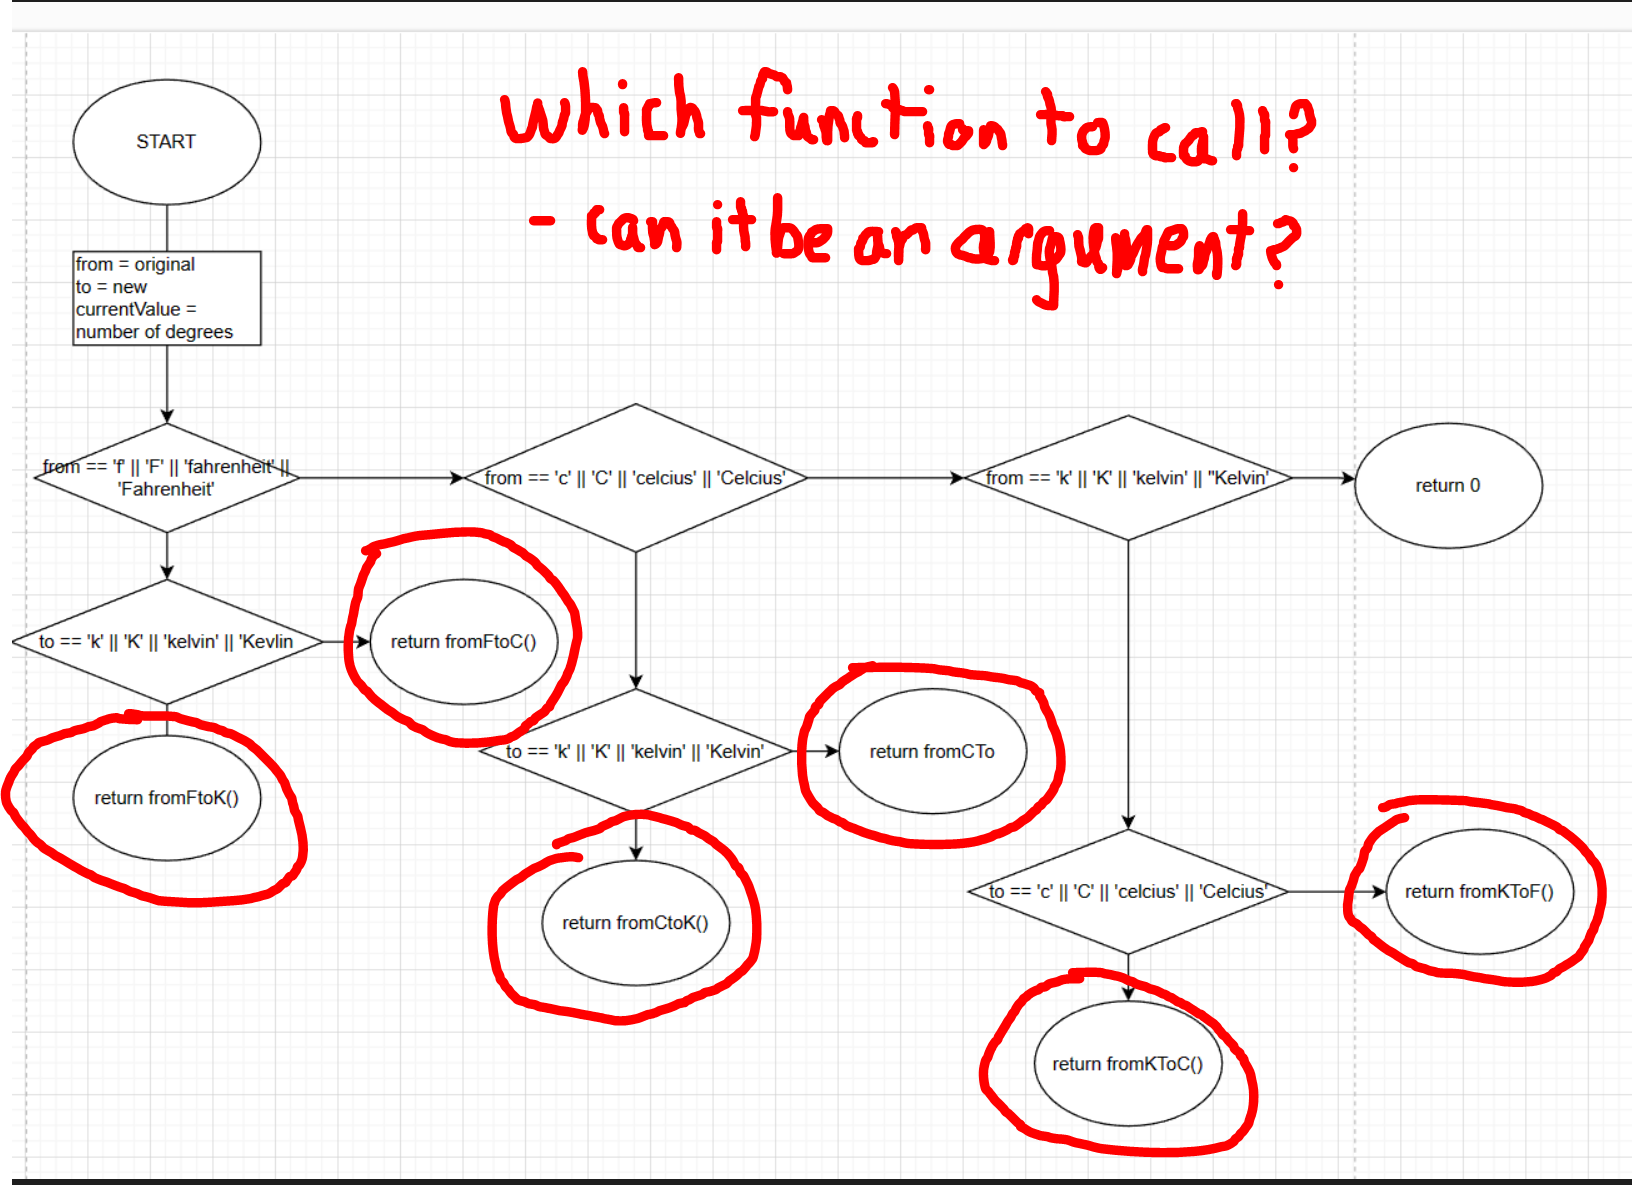 which function to call?
- can it be an argument?
START
from = original
to = new
currentValue =
number of degrees
from == 'f' || 'F' || 'fahrenheit' ||
'Fahrenheit'
from == 'c' || 'C' || 'celcius' || 'Celcius'
from == 'k' || 'K' || 'kelvin' || "Kelvin'
return 0
to == 'k' || 'K' || 'kelvin' || 'Kevlin
return fromFtoC()
to == 'k' || 'K' || 'kelvin' || 'Kelvin'
return fromCTo
return fromFtoK()
to == 'c' || 'C' || 'celcius' || 'Celcius'
return fromKToF()
return fromCtoK()
return fromKToC()